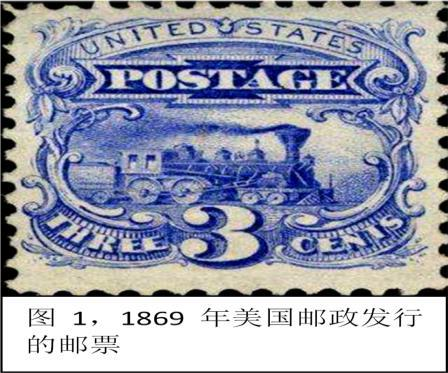 UNITED STATES
POSTAGE
THREE 3 CENTS
图 1，1869 年美国邮政发行
的邮票